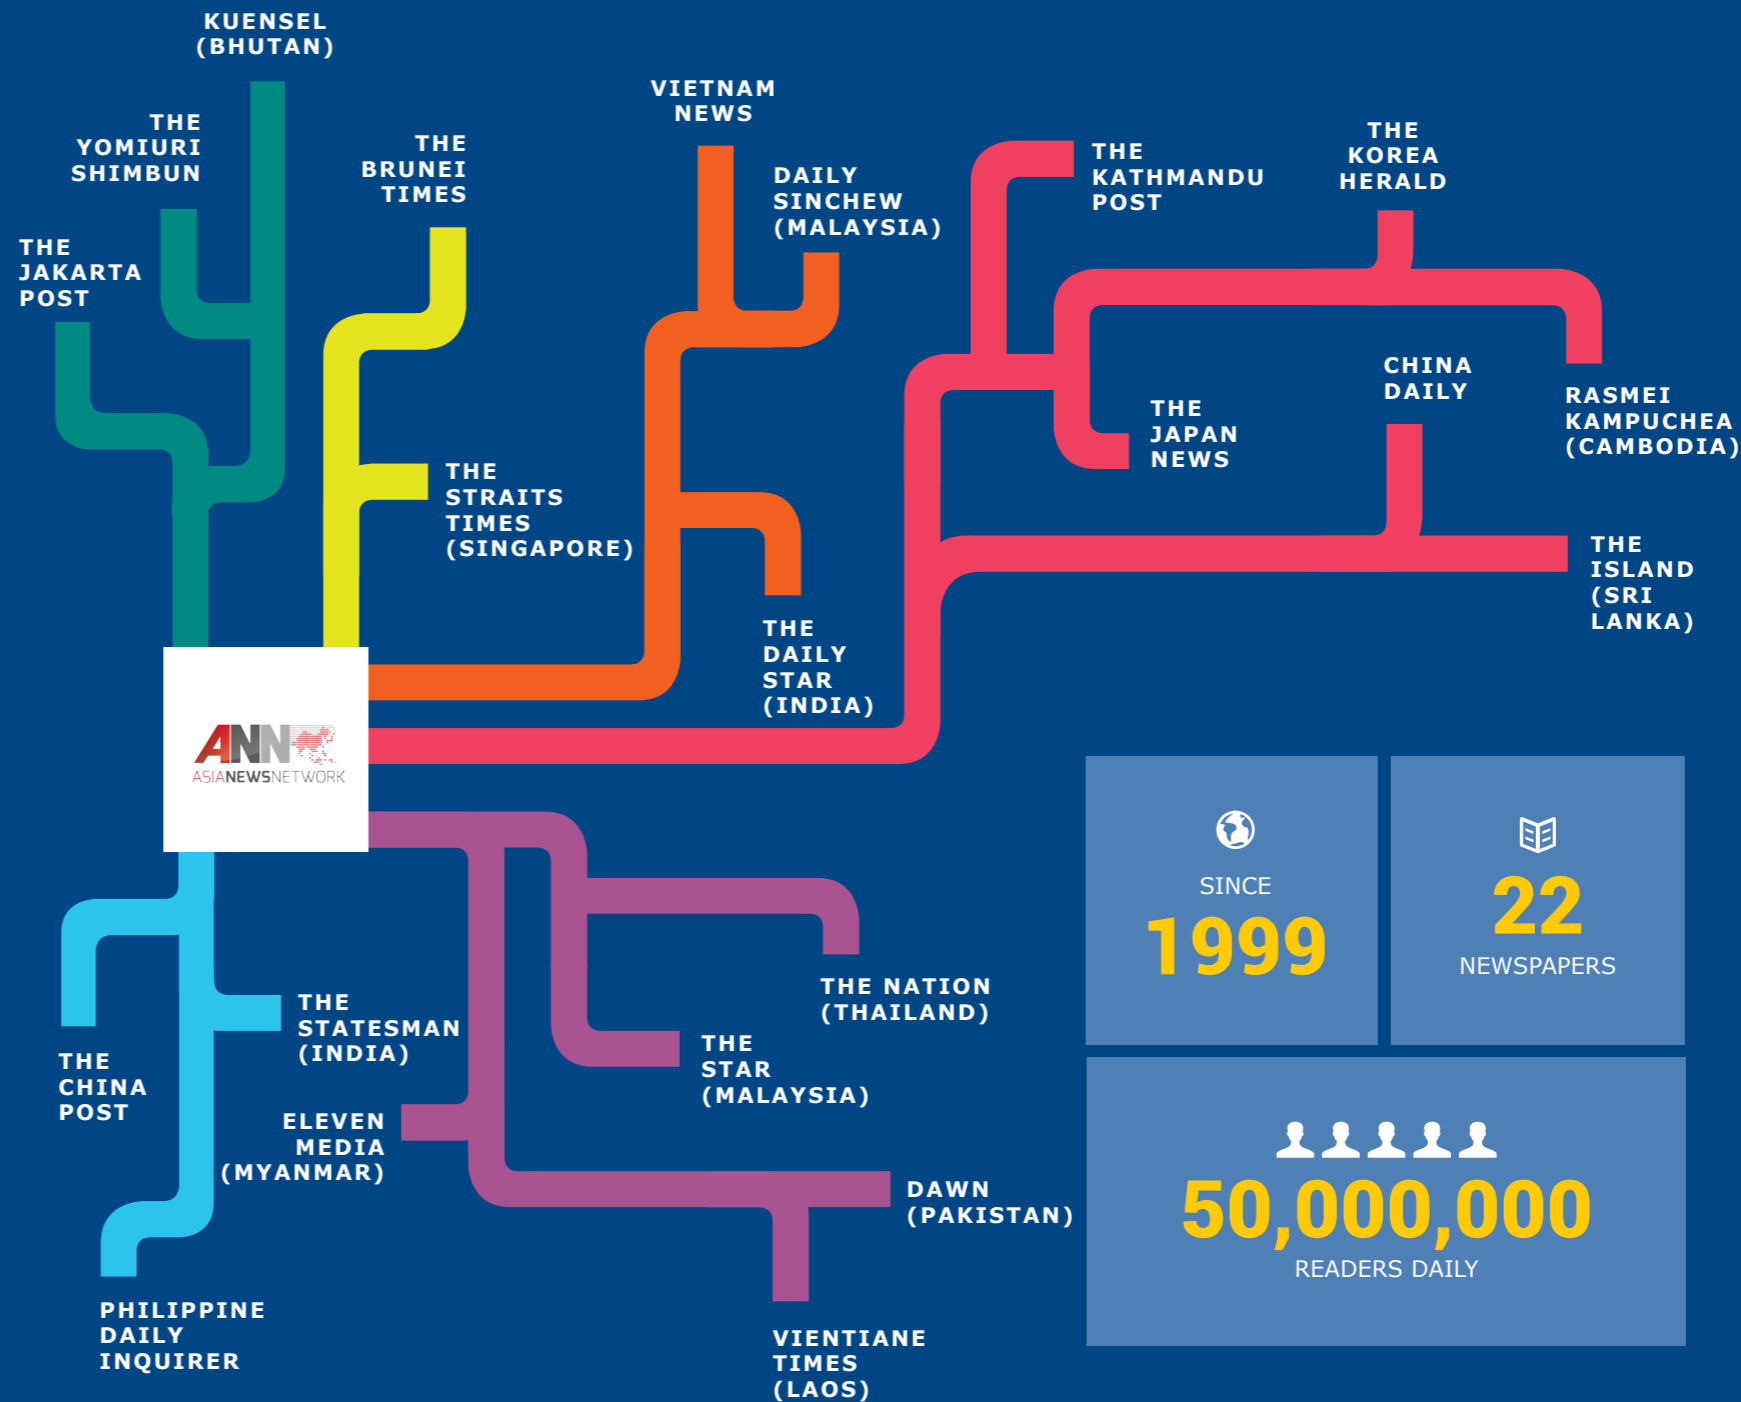 KUENSEL
(BHUTAN)
THE
YOMIURI
SHIMBUN
THE
JAKARTA
POST
THE
BRUNEI
TIMES
THE
STRAITS
TIMES
(SINGAPORE)
VIETNAM
NEWS
DAILY
SINCHEW
(MALAYSIA)
THE
DAILY
STAR
(INDIA)
THE
KATHMANDU
POST
THE
KOREA
HERALD
THE
JAPAN
NEWS
CHINA
DAILY
RASMEI
KAMPUCHEA
(CAMBODIA)
THE
ISLAND
(SRI
LANKA)
ANN
ASIANEWSNETWORK
THE
CHINA
POST
THE
STATESMAN
(INDIA)
ELEVEN
MEDIA
(MYANMAR)
PHILIPPINE
DAILY
INQUIRER
THE NATION
(THAILAND)
THE
STAR
(MALAYSIA)
DAWN
(PAKISTAN)
VIENTIANE
TIMES
(LAOS)
SINCE
1999
22
NEWSPAPERS
50,000,000
READERS DAILY